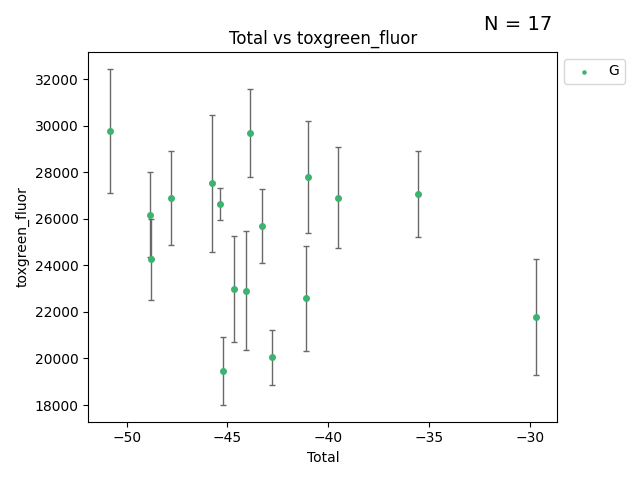 N = 17
Total vs toxgreen_fluor
G
32000
30000
28000
26000
24000
22000
20000
18000
toxgreen_fluor
−50
−45
−40
−35
−30
Total